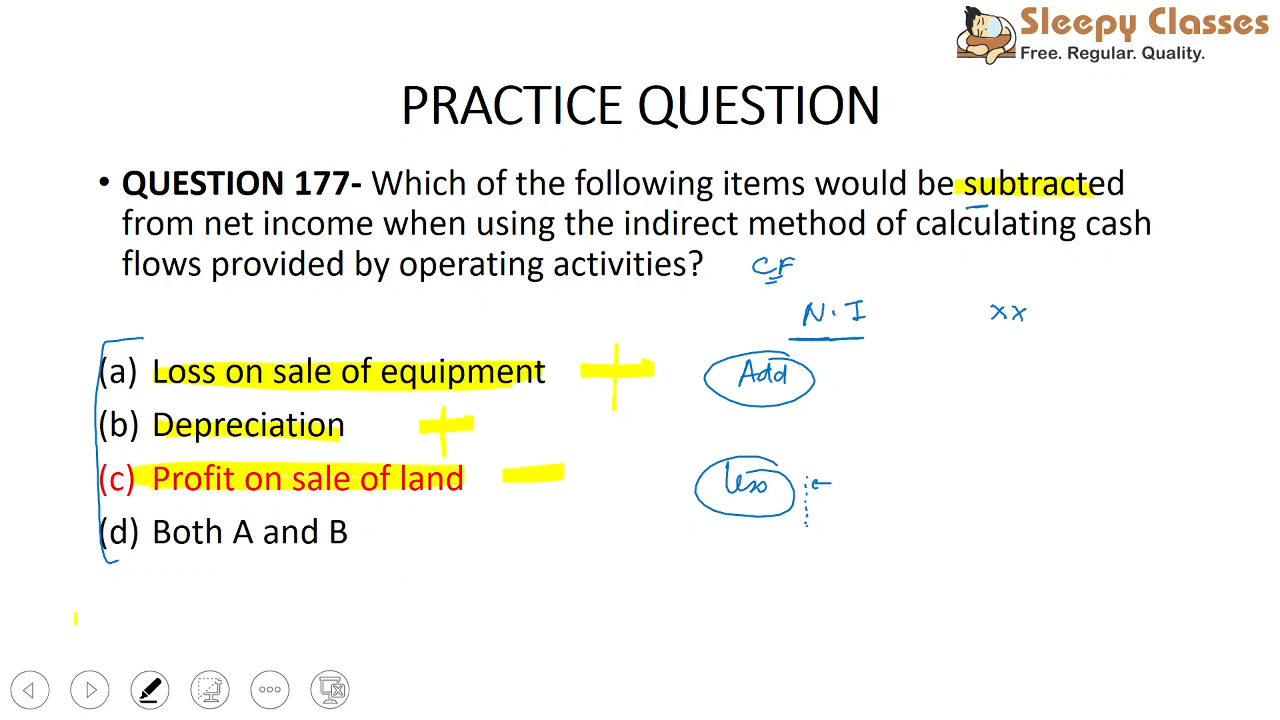 Sleepy Classes
Free. Regular. Quality.
PRACTICE QUESTION
• QUESTION 177- Which of the following items would be subtracted
from net income when using the indirect method of calculating cash
flows provided by operating activities?
CF
N.I xx
(a) Loss on sale of equipment +
Add
(b) Depreciation +
(c) Profit on sale of land -
less
(d) Both A and B